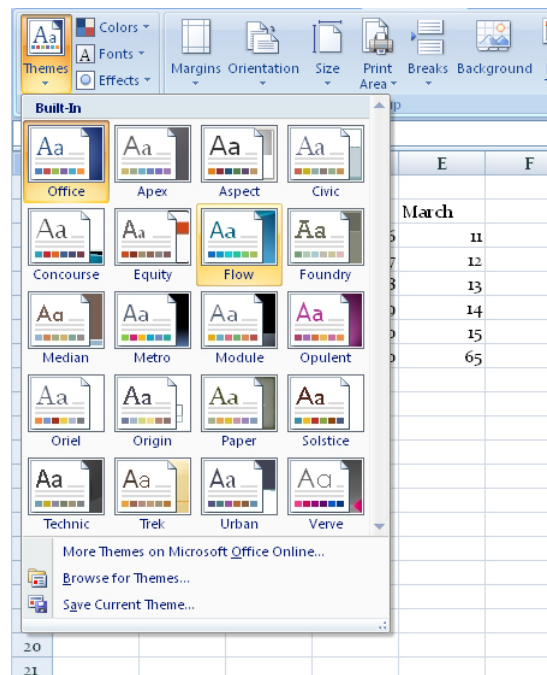 Themes
Colors
Fonts
Effects
Margins Orientation Size Print Area Breaks Background
Built-In
Aa Aa Aa Aa
Office Apex Aspect Civic
Aa Aa Aa Aa
Concourse Equity Flow Foundry
Aa Aa Aa Aa
Median Metro Module Opulent
Aa Aa Aa Aa
Oriel Origin Paper Solstice
Aa Aa Aa Aa
Technic Trek Urban Verve
More Themes on Microsoft Office Online...
Browse for Themes...
Save Current Theme...
E F
March
11
12
13
14
15
65
20
21